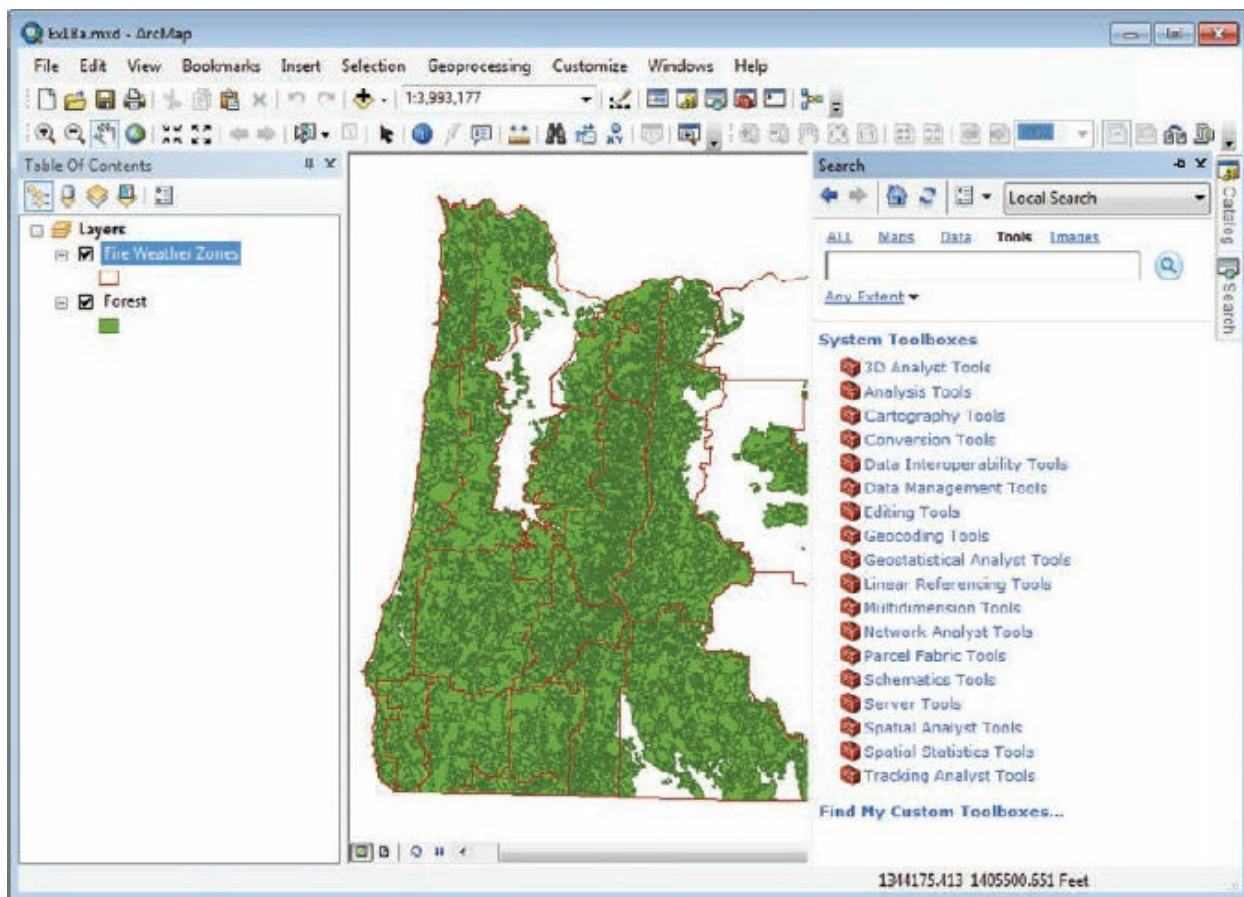 Ex18a.mxd - ArcMap
File Edit View Bookmarks Insert Selection Geoprocessing Customize Windows Help
1:3,993,177
Table Of Contents
Layers
Fire Weather Zones
Forest
Search
Local Search
ALL Maps Data Tools Images
Any Extent
System Toolboxes
3D Analyst Tools
Analysis Tools
Cartography Tools
Conversion Tools
Data Interoperability Tools
Data Management Tools
Editing Tools
Geocoding Tools
Geostatistical Analyst Tools
Linear Referencing Tools
Multidimension Tools
Network Analyst Tools
Parcel Fabric Tools
Schematics Tools
Server Tools
Spatial Analyst Tools
Spatial Statistics Tools
Tracking Analyst Tools
Find My Custom Toolboxes...
Catalog
Search
1344175.413 1405500.651 Feet